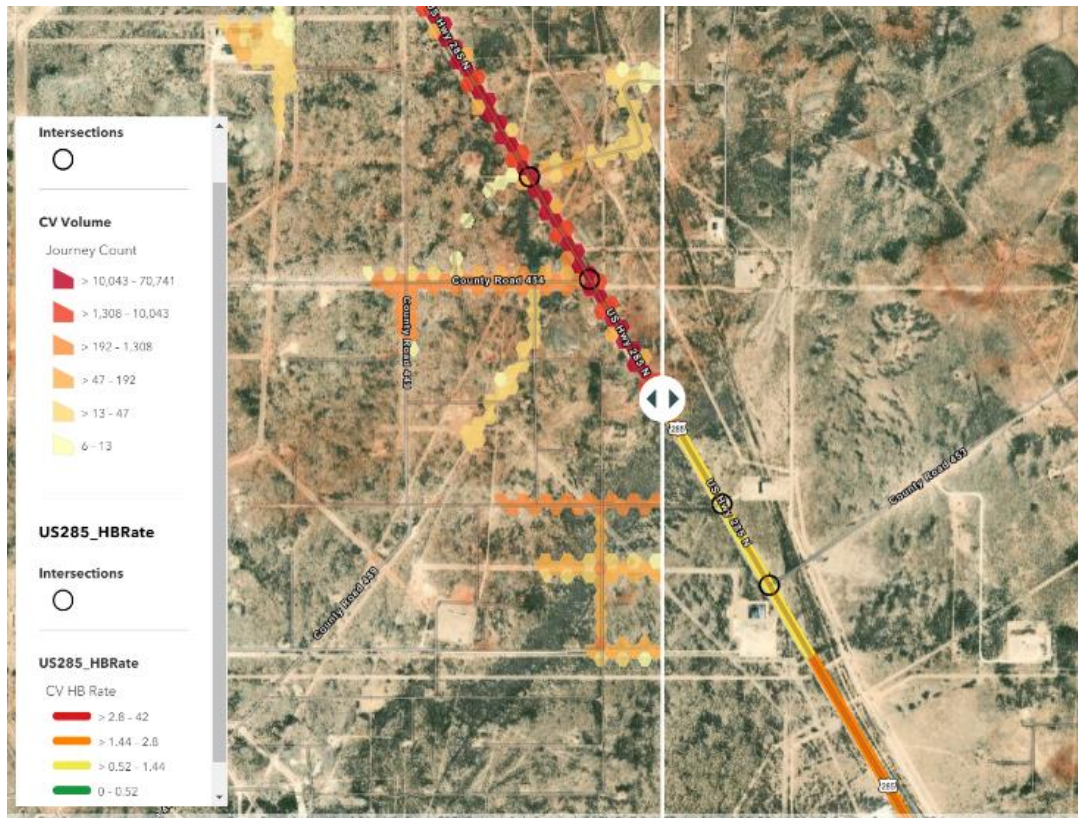 US Hwy 285 N
Intersections
CV Volume
Journey Count
> 10,043 - 70,741
> 1,308 - 10,043
> 192 - 1,308
> 47 - 192
> 13 - 47
6 - 13
US285_HBRate
Intersections
US285_HBRate
CV HB Rate
> 2.8 - 42
> 1.44 - 2.8
> 0.52 - 1.44
0 - 0.52
County Road 454
County Road 449
US Hwy 285 N
285
US Hwy 285 N
County Road 457
County Road 449
285